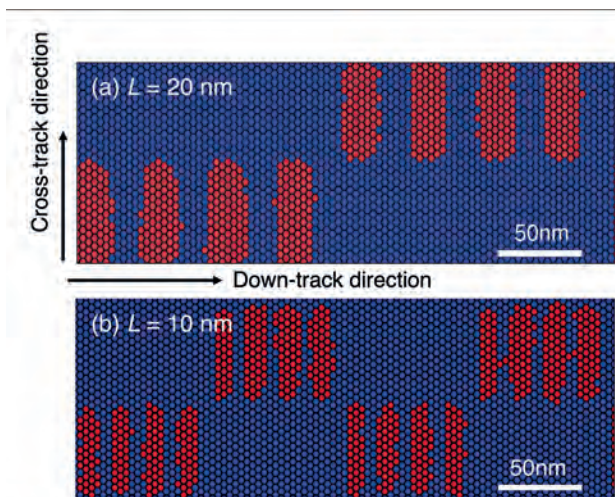 (a) L = 20 nm
Cross-track direction
50nm
Down-track direction
(b) L = 10 nm
50nm